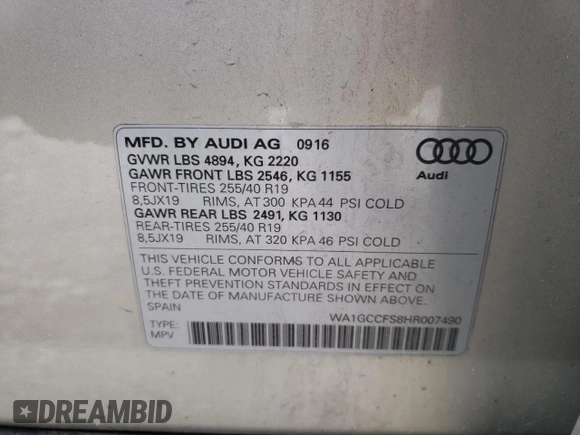 MFD. BY AUDI AG 0916
GVWR LBS 4894, KG 2220
GAWR FRONT LBS 2546, KG 1155
FRONT-TIRES 255/40 R19
8,5JX19 RIMS, AT 300 KPA 44 PSI COLD
GAWR REAR LBS 2491, KG 1130
REAR-TIRES 255/40 R19
8,5JX19 RIMS, AT 320 KPA 46 PSI COLD
Audi
THIS VEHICLE CONFORMS TO ALL APPLICABLE
U.S. FEDERAL MOTOR VEHICLE SAFETY AND
THEFT PREVENTION STANDARDS IN EFFECT ON
THE DATE OF MANUFACTURE SHOWN ABOVE.
SPAIN
WA1GCCFS8HR007490
TYPE:
MPV
DREAMBID